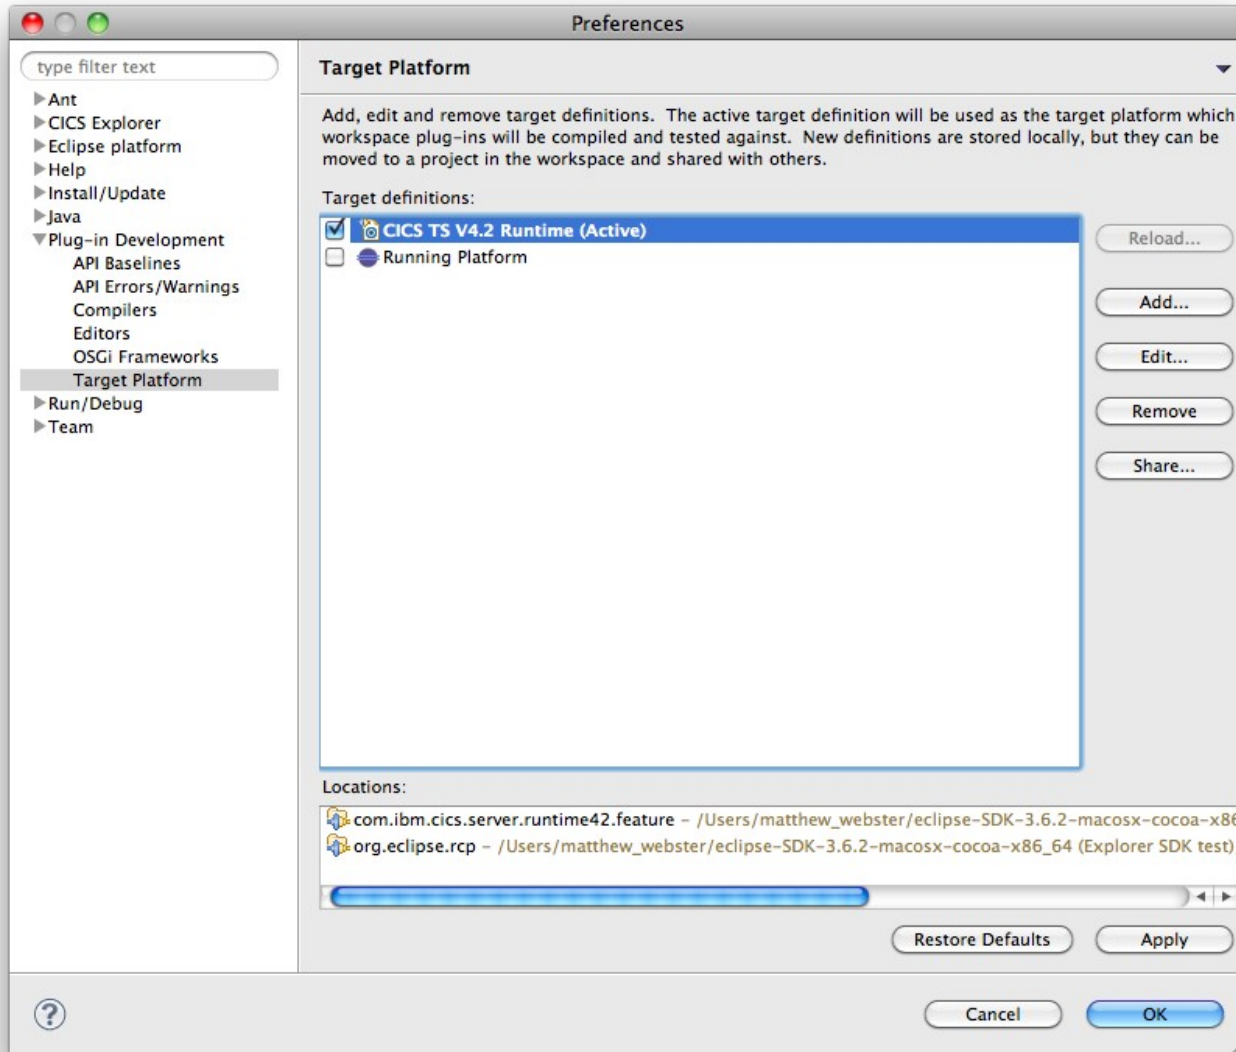 Preferences
type filter text
Ant
CICS Explorer
Eclipse platform
Help
Install/Update
Java
Plug-in Development
API Baselines
API Errors/Warnings
Compilers
Editors
OSGi Frameworks
Target Platform
Run/Debug
Team
Target Platform
Add, edit and remove target definitions. The active target definition will be used as the target platform which
workspace plug-ins will be compiled and tested against. New definitions are stored locally, but they can be
moved to a project in the workspace and shared with others.
Target definitions:
CICS TS V4.2 Runtime (Active)
Running Platform
Reload...
Add...
Edit...
Remove
Share...
Locations:
com.ibm.cics.server.runtime42.feature - /Users/matthew_webster/eclipse-SDK-3.6.2-macosx-cocoa-x86
org.eclipse.rcp - /Users/matthew_webster/eclipse-SDK-3.6.2-macosx-cocoa-x86_64 (Explorer SDK test)
Restore Defaults
Apply
?
Cancel
OK